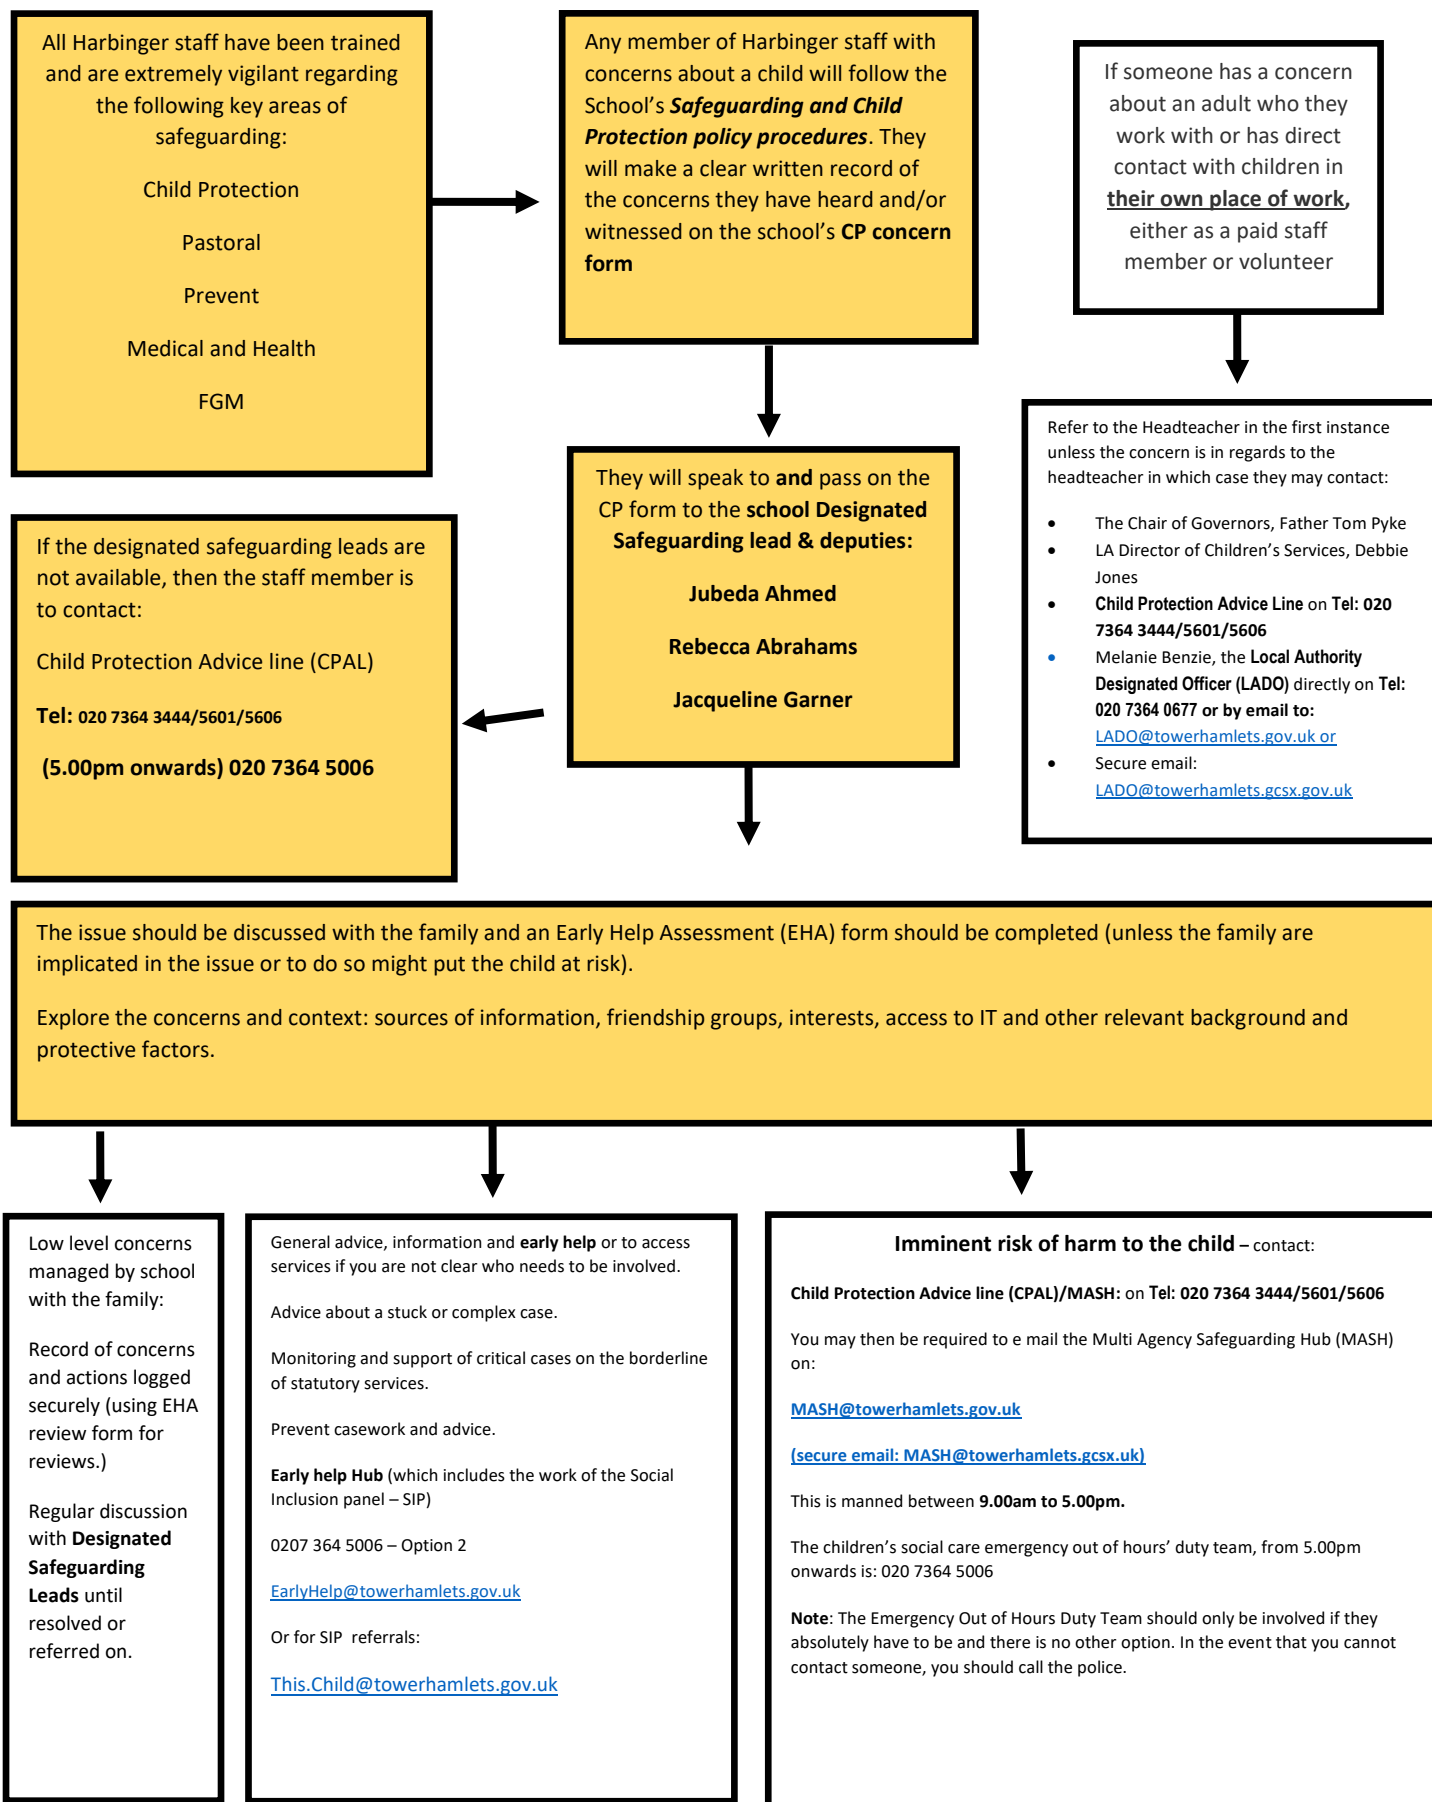 All Harbinger staff have been trained
and are extremely vigilant regarding
the following key areas of
safeguarding:
Child Protection
Pastoral
Prevent
Medical and Health
FGM
Any member of Harbinger staff with
concerns about a child will follow the
School's Safeguarding and Child
Protection policy procedures. They
will make a clear written record of
the concerns they have heard and/or
witnessed on the school's CP concern
form
If someone has a concern
about an adult who they
work with or has direct
contact with children in
their own place of work,
either as a paid staff
member or volunteer
Refer to the Headteacher in the first instance
unless the concern is in regards to the
headteacher in which case they may contact:
• The Chair of Governors, Father Tom Pyke
• LA Director of Children's Services, Debbie
Jones
• Child Protection Advice Line on Tel: 020
7364 3444/5601/5606
• Melanie Benzie, the Local Authority
Designated Officer (LADO) directly on Tel:
020 7364 0677 or by email to:
LADO@towerhamlets.gov.uk or
• Secure email:
LADO@towerhamlets.gcsx.gov.uk
They will speak to and pass on the
CP form to the school Designated
Safeguarding lead & deputies:
Jubeda Ahmed
Rebecca Abrahams
Jacqueline Garner
If the designated safeguarding leads are
not available, then the staff member is
to contact:
Child Protection Advice line (CPAL)
Tel: 020 7364 3444/5601/5606
(5.00pm onwards) 020 7364 5006
The issue should be discussed with the family and an Early Help Assessment (EHA) form should be completed (unless the family are
implicated in the issue or to do so might put the child at risk).
Explore the concerns and context: sources of information, friendship groups, interests, access to IT and other relevant background and
protective factors.
Low level concerns
managed by school
with the family:
Record of concerns
and actions logged
securely (using EHA
review form for
reviews.)
Regular discussion
with Designated
Safeguarding
Leads until
resolved or
referred on.
General advice, information and early help or to access
services if you are not clear who needs to be involved.
Advice about a stuck or complex case.
Monitoring and support of critical cases on the borderline
of statutory services.
Prevent casework and advice.
Early help Hub (which includes the work of the Social
Inclusion panel – SIP)
0207 364 5006 – Option 2
EarlyHelp@towerhamlets.gov.uk
Or for SIP  referrals:
This.Child@towerhamlets.gov.uk
Imminent risk of harm to the child – contact:
Child Protection Advice line (CPAL)/MASH: on Tel: 020 7364 3444/5601/5606
You may then be required to e mail the Multi Agency Safeguarding Hub (MASH)
on:
MASH@towerhamlets.gov.uk
(secure email: MASH@towerhamlets.gcsx.uk)
This is manned between 9.00am to 5.00pm.
The children's social care emergency out of hours' duty team, from 5.00pm
onwards is: 020 7364 5006
Note: The Emergency Out of Hours Duty Team should only be involved if they
absolutely have to be and there is no other option. In the event that you cannot
contact someone, you should call the police.